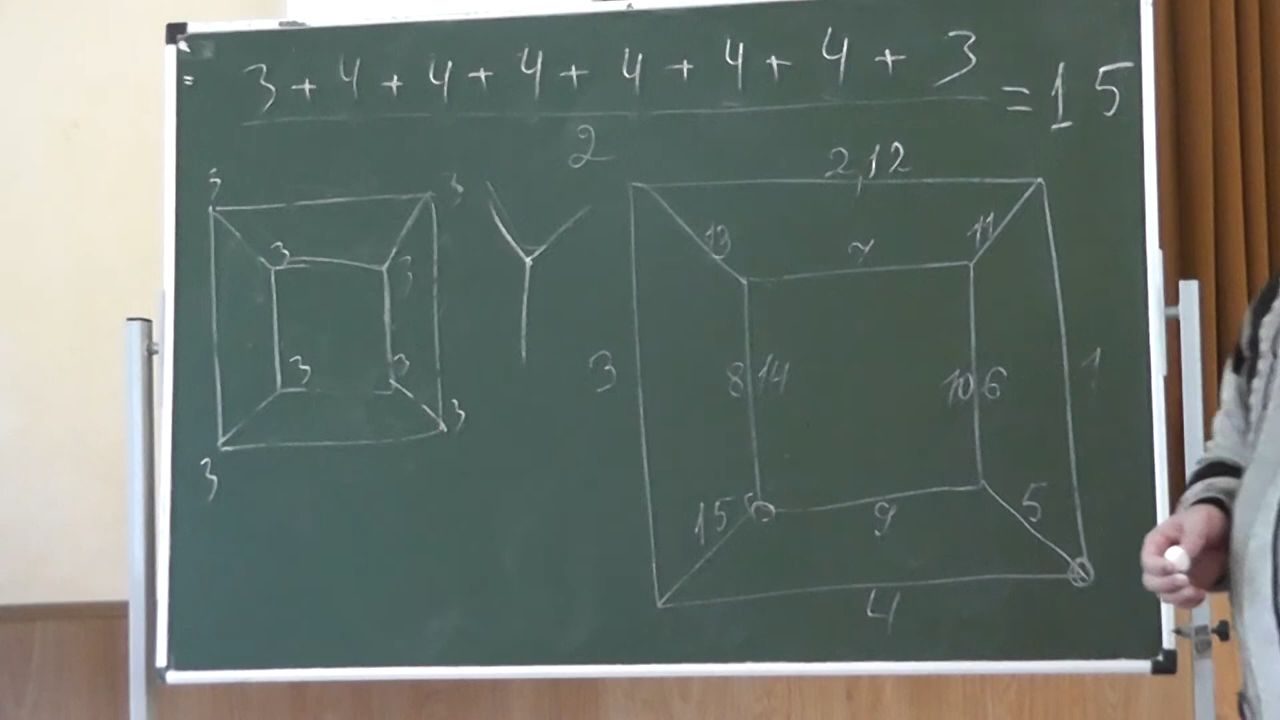 = 3 + 4 + 4 + 4 + 4 + 4 + 4 + 3 = 15
2
3 3
3 3
3 3
3 3
2,12
13 7 11
3 8 14 10 6 1
15 9 5
4